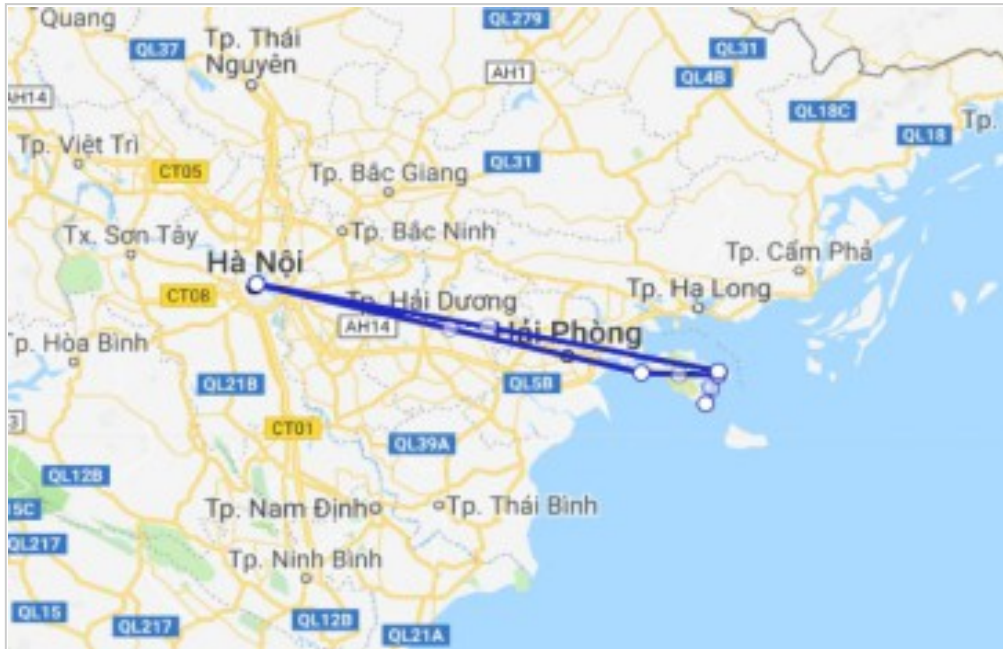 Quang
QL279
QL37
Tp. Thái
Nguyên
QL31
AH1
QL4B
AH14
QL18C
Tp.
QL18
Tp. Việt Trì
CT05
QL31
Tp. Bắc Giang
Tx. Sơn Tây
Tp. Bắc Ninh
Hà Nội
Tp. Cẩm Phả
CT08
Tp. Hải Dương
Tp. Hạ Long
AH14
Hải Phòng
Tp. Hòa Bình
QL21B
QL5B
CT01
QL39A
QL12B
Tp. Nam Định
Tp. Thái Bình
QL217
Tp. Ninh Bình
QL15
QL217
QL12B
QL21A